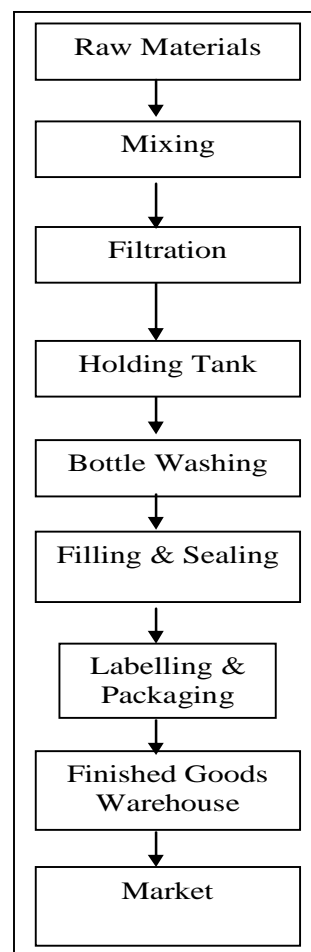 Raw Materials
Mixing
Filtration
Holding Tank
Bottle Washing
Filling & Sealing
Labelling &
Packaging
Finished Goods
Warehouse
Market